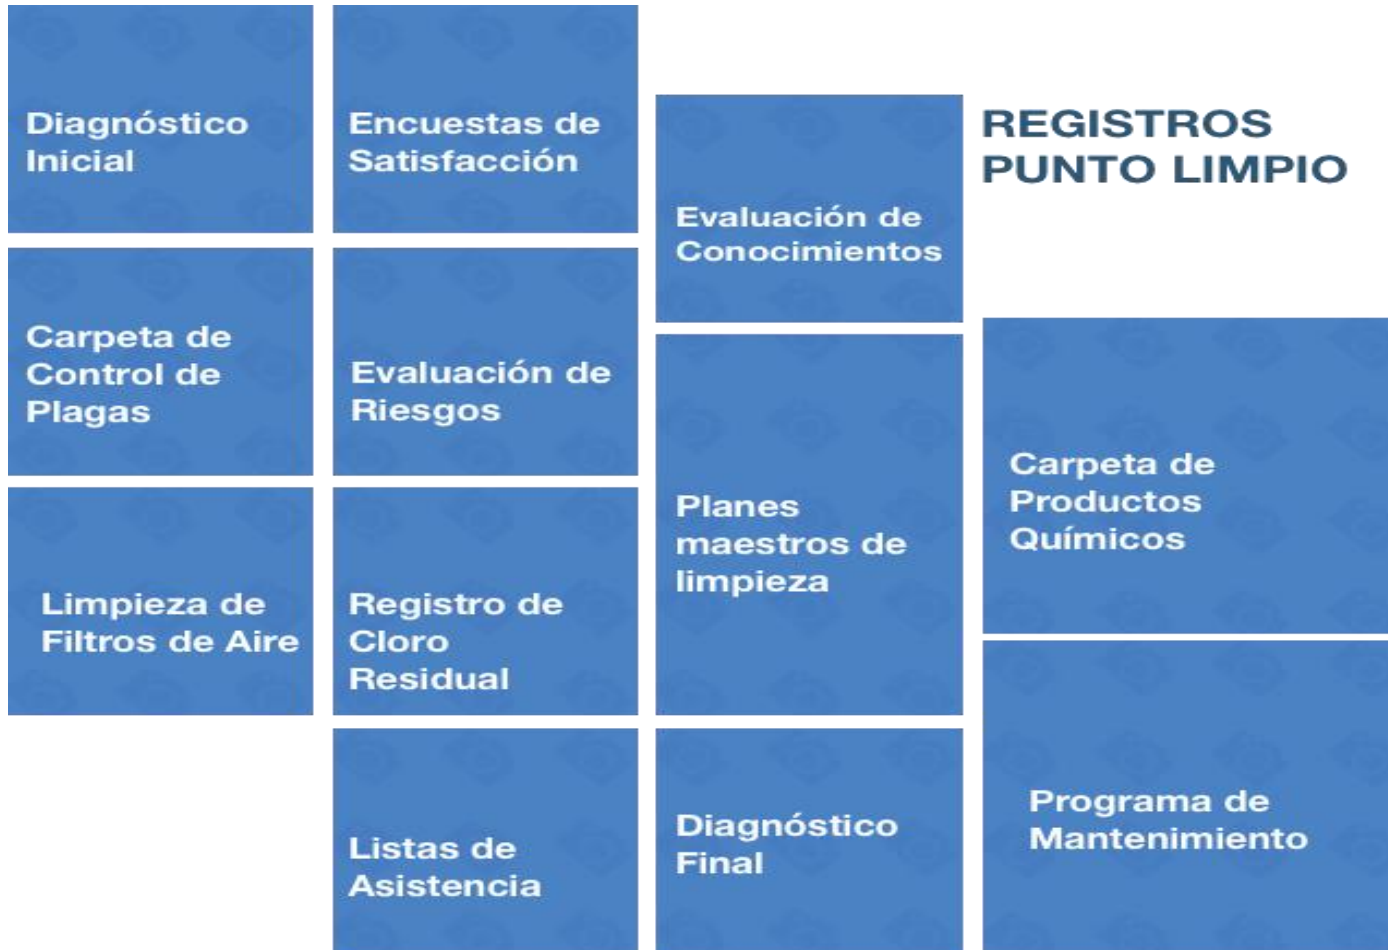 Diagnóstico
Inicial
Encuestas de
Satisfacción
Evaluación de
Conocimientos
REGISTROS
PUNTO LIMPIO
Carpeta de
Control de
Plagas
Evaluación de
Riesgos
Planes
maestros de
limpieza
Carpeta de
Productos
Químicos
Limpieza de
Filtros de Aire
Registro de
Cloro
Residual
Listas de
Asistencia
Diagnóstico
Final
Programa de
Mantenimiento